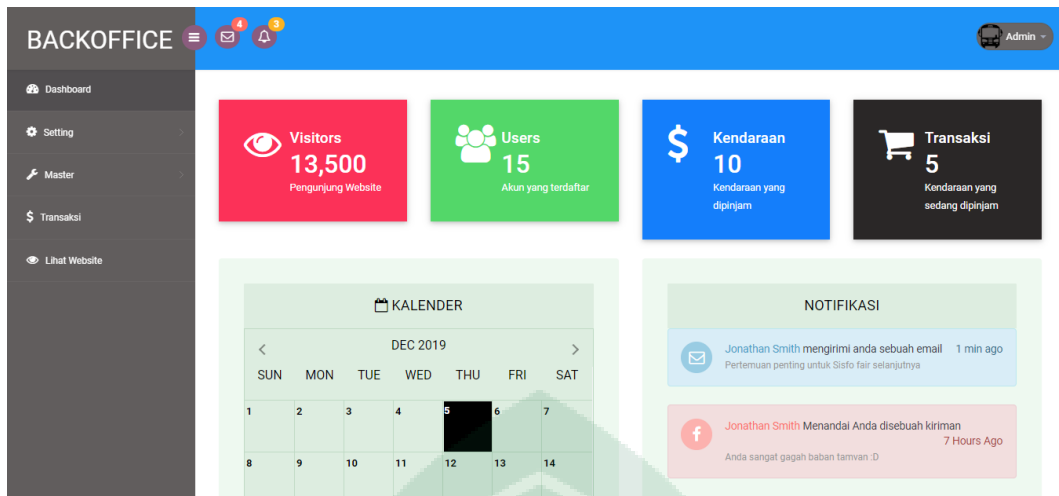 BACKOFFICE
4
3
Admin
Dashboard
Setting
Master
Transaksi
Lihat Website
Visitors
13,500
Pengunjung Website
Users
15
Akun yang terdaftar
Kendaraan
10
Kendaraan yang
dipinjam
Transaksi
5
Kendaraan yang
sedang dipinjam
KALENDER
DEC 2019
SUN MON TUE WED THU FRI SAT
1 2 3 4 5 6 7
8 9 10 11 12 13 14
NOTIFIKASI
Jonathan Smith mengirimi anda sebuah email 1 min ago
Pertemuan penting untuk Sisfo fair selanjutnya
Jonathan Smith Menandai Anda disebuah kiriman
7 Hours Ago
Anda sangat gagah baban tamvan :D